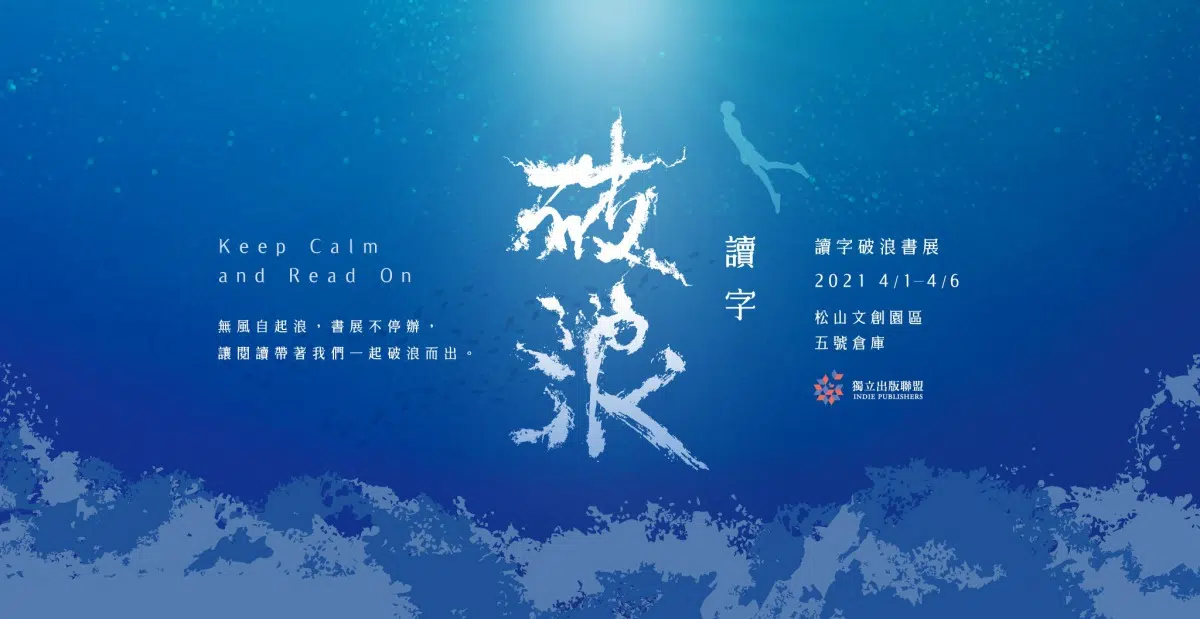 Keep Calm
and Read On
無風自起浪，書展不停辦，
讓閱讀帶著我們一起破浪而出。
讀字
破浪
讀字破浪書展
2021 4/1–4/6
松山文創園區
五號倉庫
獨立出版聯盟
INDIE PUBLISHERS